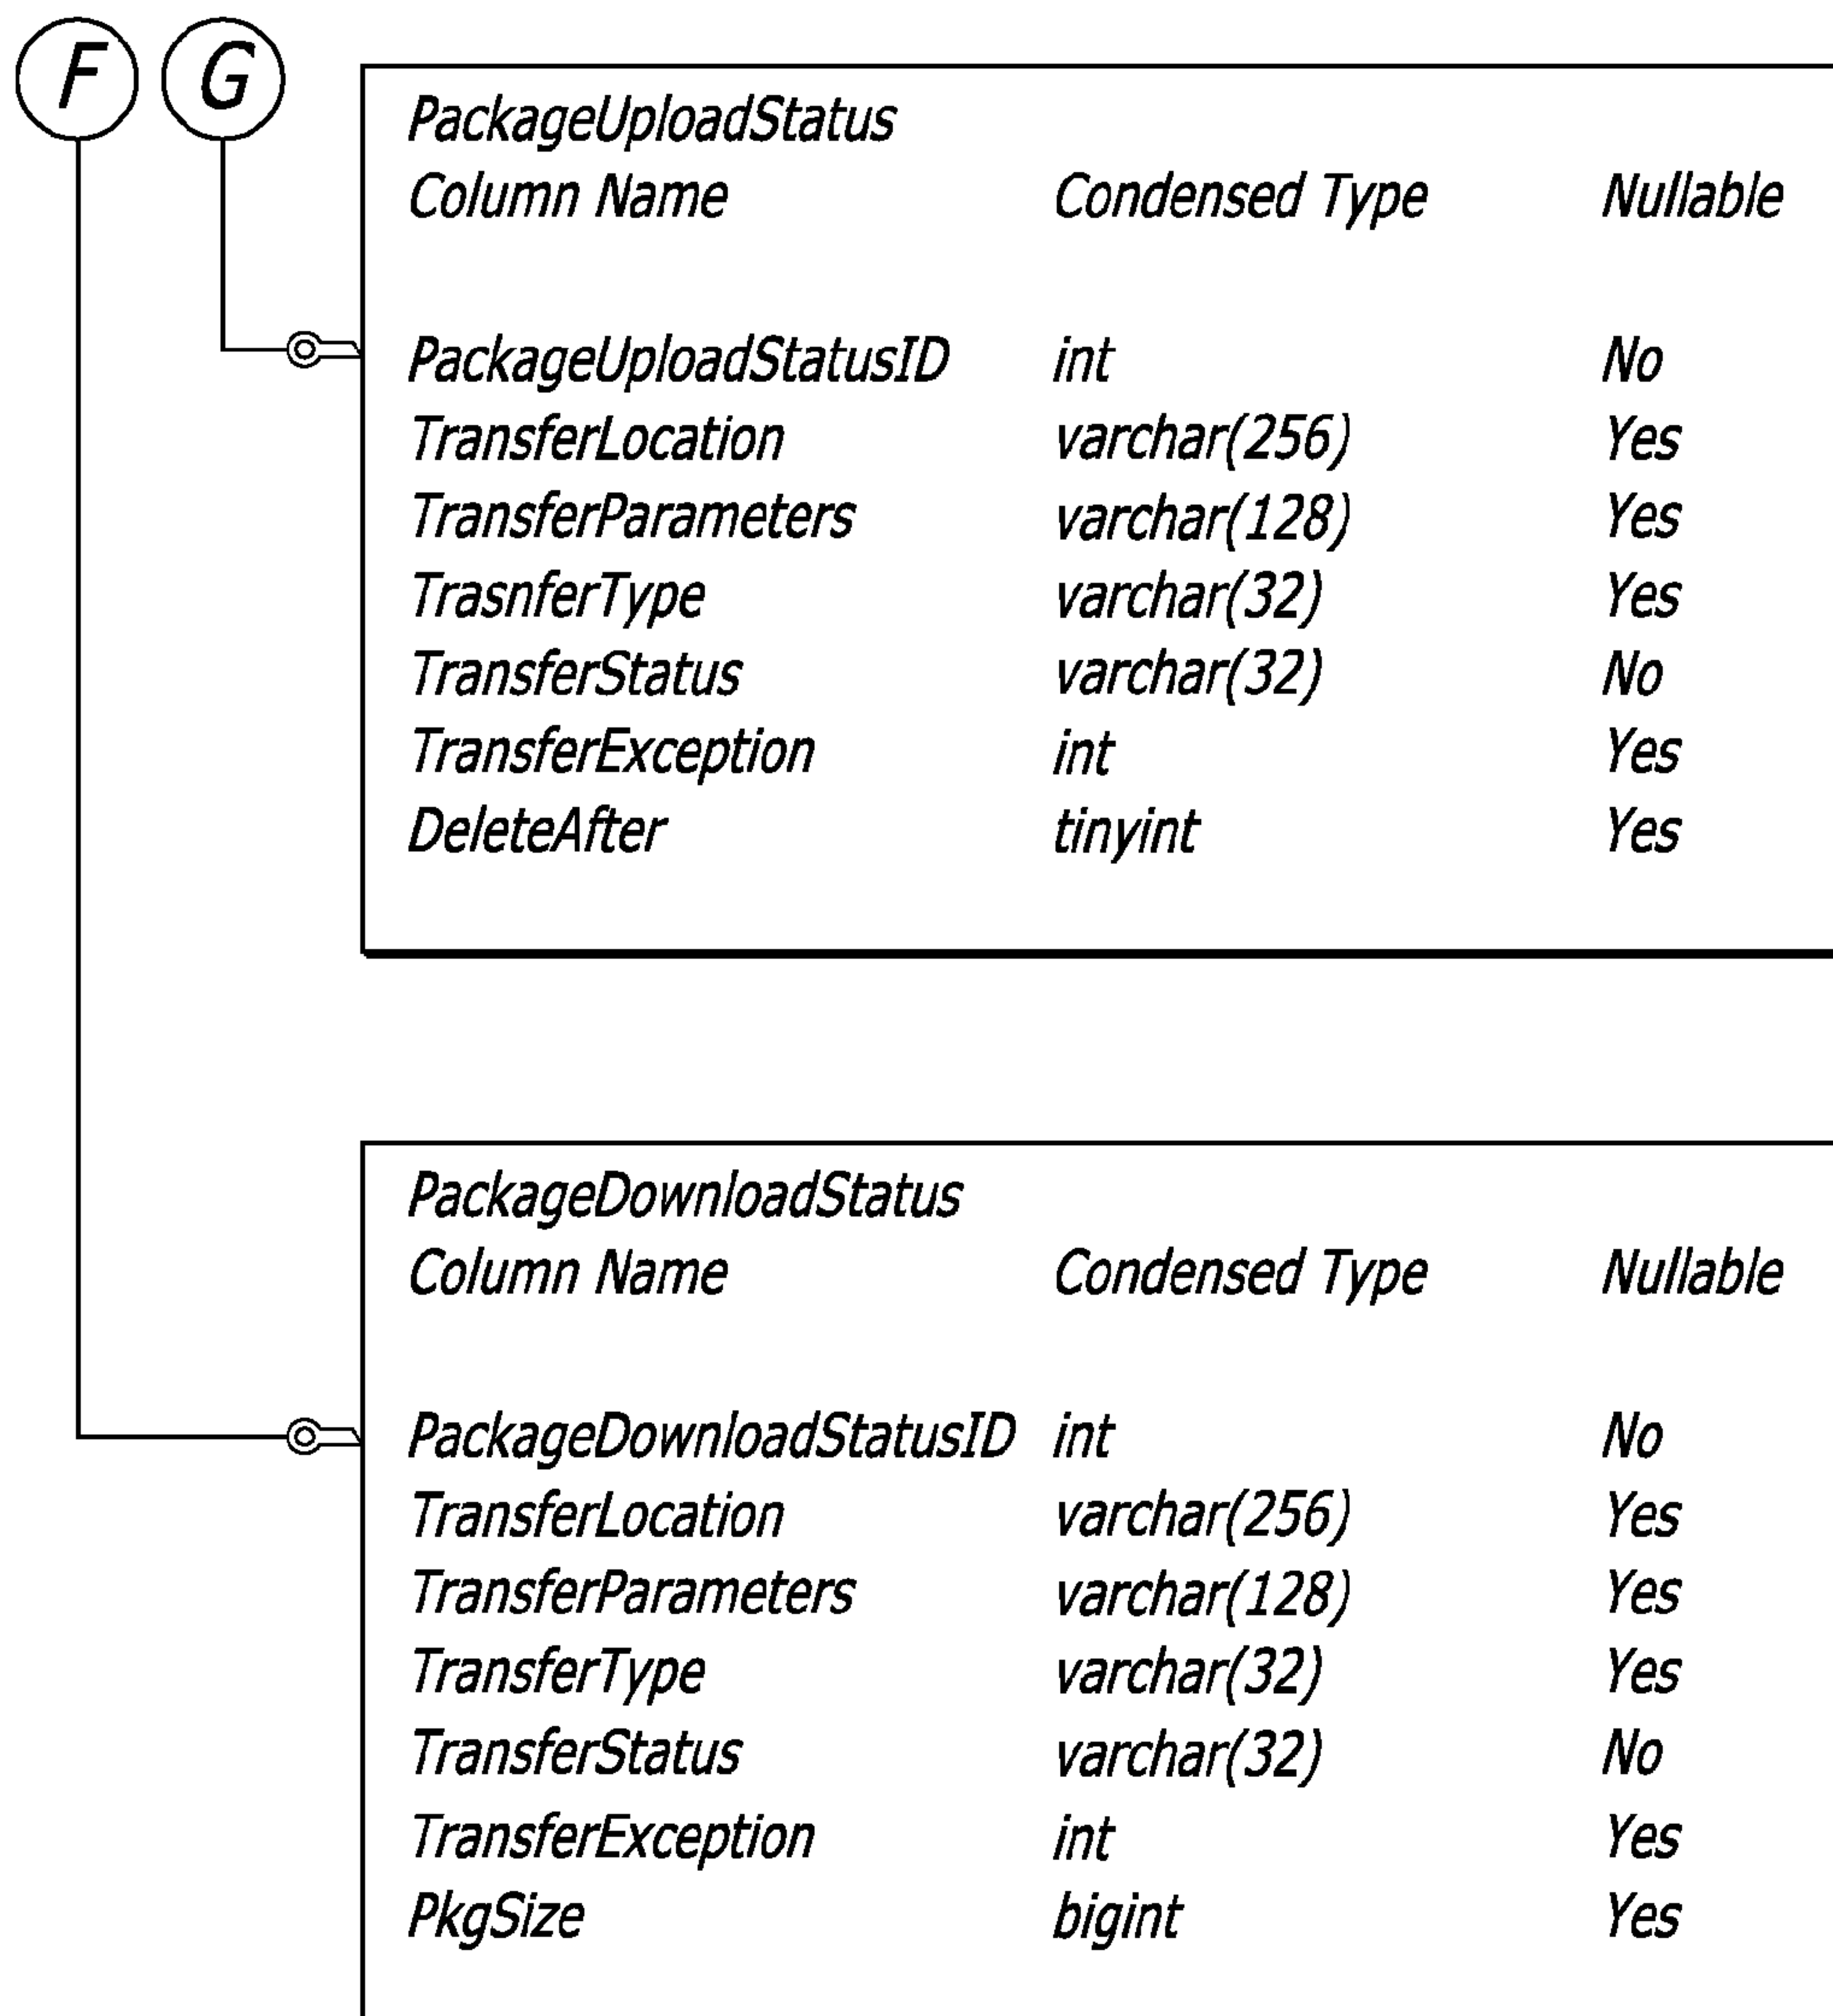 F G
PackageUploadStatus
Column Name Condensed Type Nullable
PackageUploadStatusID int No
TransferLocation varchar(256) Yes
TransferParameters varchar(128) Yes
TrasnferType varchar(32) Yes
TransferStatus varchar(32) No
TransferException int Yes
DeleteAfter tinyint Yes
PackageDownloadStatus
Column Name Condensed Type Nullable
PackageDownloadStatusID int No
TransferLocation varchar(256) Yes
TransferParameters varchar(128) Yes
TransferType varchar(32) Yes
TransferStatus varchar(32) No
TransferException int Yes
PkgSize bigint Yes